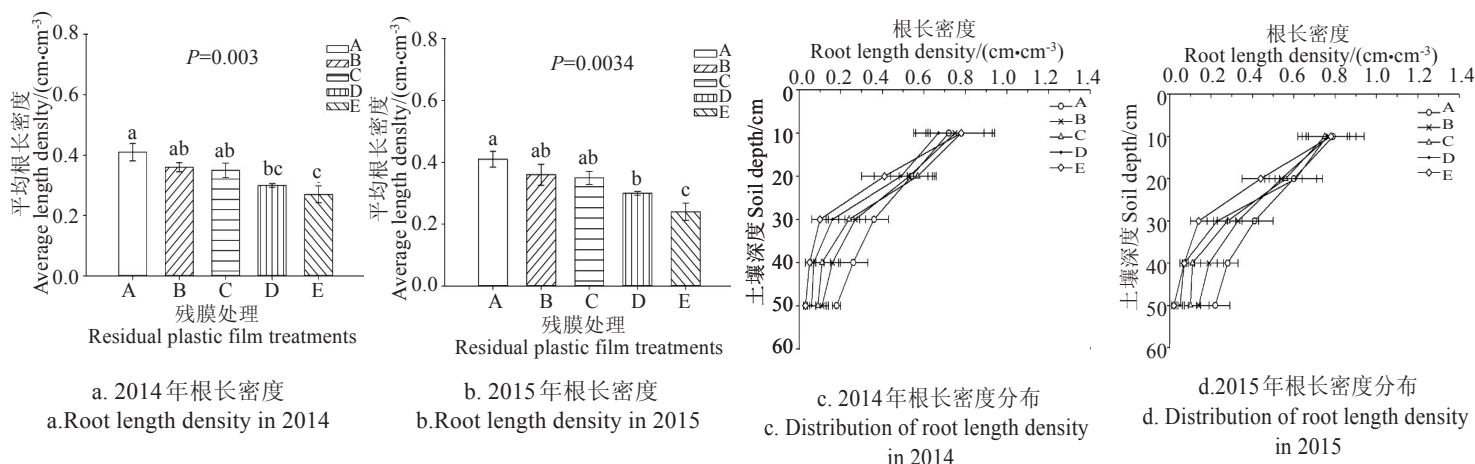 平均根长密度
Average length density/(cm•cm⁻³)
0.8
0.6
0.4
0.2
0.0
P=0.003
A
B
C
D
E
a
ab
ab
bc
c
A B C D E
残膜处理
Residual plastic film treatments
a. 2014年根长密度
a.Root length density in 2014
平均根长密度
Average length density/(cm•cm⁻³)
0.8
0.6
0.4
0.2
0.0
P=0.0034
A
B
C
D
E
a
ab
ab
b
c
A B C D E
残膜处理
Residual plastic film treatments
b. 2015年根长密度
b.Root length density in 2015
根长密度
Root length density/(cm•cm⁻³)
0.0 0.2 0.4 0.6 0.8 1.0 1.2 1.4
土壤深度 Soil depth/cm
0
10
20
30
40
50
60
A
B
C
D
E
c. 2014年根长密度分布
c. Distribution of root length density
in 2014
根长密度
Root length density/(cm•cm⁻³)
0.0 0.2 0.4 0.6 0.8 1.0 1.2 1.4
土壤深度 Soil depth/cm
0
10
20
30
40
50
60
A
B
C
D
E
d.2015年根长密度分布
d. Distribution of root length density
in 2015